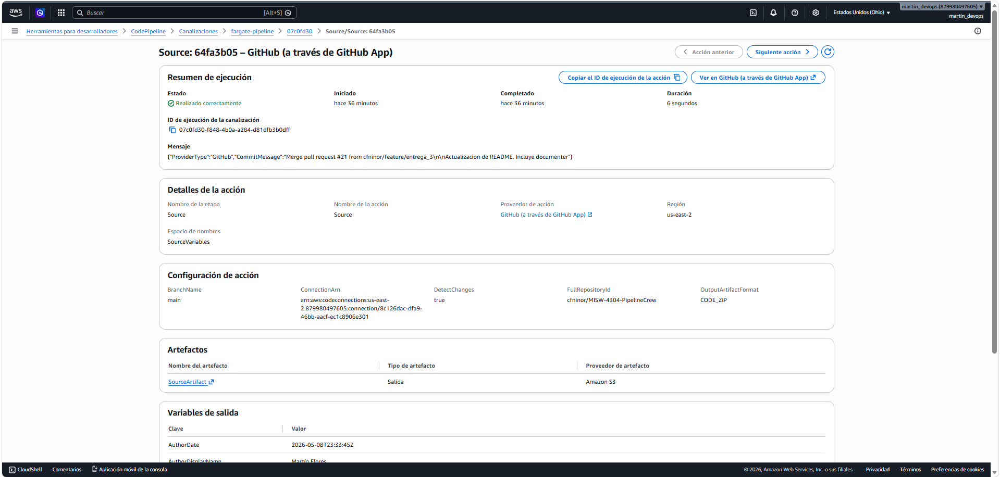 aws
Buscar
[Alt+S]
Estados Unidos (Ohio)
martin_devops (879980497605)
martin_devops
Herramientas para desarrolladores
CodePipeline
Canalizaciones
fargate-pipeline
07c0fd30
Source/Source: 64fa3b05
Source: 64fa3b05 – GitHub (a través de GitHub App)
Acción anterior
Siguiente acción
Resumen de ejecución
Copiar el ID de ejecución de la acción
Ver en GitHub (a través de GitHub App)
Estado
Iniciado
Completado
Duración
Realizado correctamente
hace 36 minutos
hace 36 minutos
6 segundos
ID de ejecución de la canalización
07c0fd30-f848-4b0a-a284-d81dfb3b0dff
Mensaje
{"ProviderType":"GitHub","CommitMessage":"Merge pull request #21 from cfninor/feature/entrega_3\n\nActualizacion de README. Incluye documenter"}
Detalles de la acción
Nombre de la etapa
Nombre de la acción
Proveedor de acción
Región
Source
Source
GitHub (a través de GitHub App)
us-east-2
Espacio de nombres
SourceVariables
Configuración de acción
BranchName
ConnectionArn
DetectChanges
FullRepositoryId
OutputArtifactFormat
main
arn:aws:codeconnections:us-east-
2:879980497605:connection/8c126dac-dfa9-
46bb-aacf-ec1c8906e301
true
cfninor/MISW-4304-PipelineCrew
CODE_ZIP
Artefactos
Nombre del artefacto
Tipo de artefacto
Proveedor de artefacto
SourceArtifact
Salida
Amazon S3
Variables de salida
Clave
Valor
AuthorDate
2026-05-08T23:33:45Z
AuthorDisplayName
Martín Flores
CloudShell
Comentarios
Aplicación móvil de la consola
© 2026, Amazon Web Services, Inc. o sus filiales.
Privacidad
Términos
Preferencias de cookies